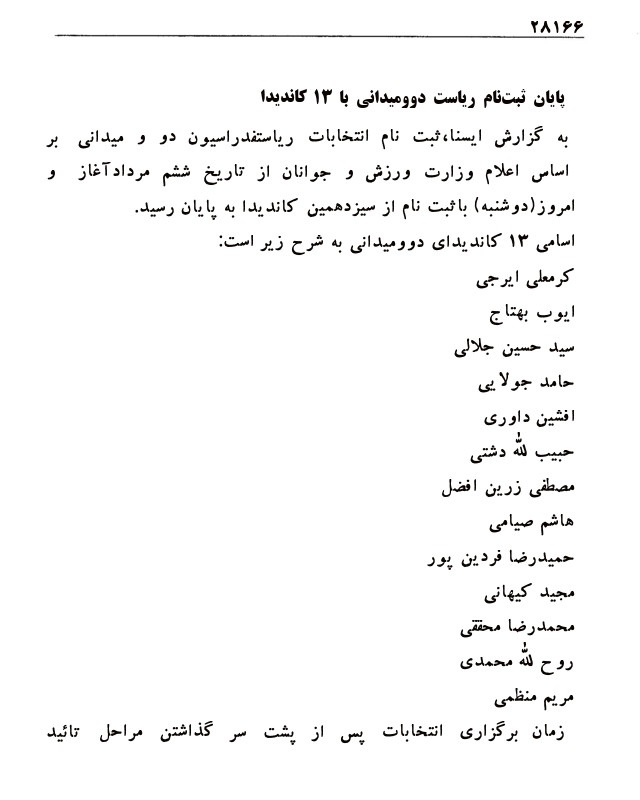 ۲۸۱۶۶
پایان ثبت‌نام ریاست دوومیدانی با ۱۳ کاندیدا
به گزارش ایسنا،ثبت نام انتخابات ریاستفدراسیون دو و میدانی بر
اساس اعلام وزارت ورزش و جوانان از تاریخ ششم مردادآغاز و
امروز(دوشنبه) باثبت نام از سیزدهمین کاندیدا به پایان رسید.
اسامی ۱۳ کاندیدای دوومیدانی به شرح زیر است:
کرمعلی ایرجی
ایوب بهتاج
سید حسین جلالی
حامد جولایی
افشین داوری
حبیب لله دشتی
مصطفی زرین افضل
هاشم صیامی
حمیدرضا فردین پور
مجید کیهانی
محمدرضا محققی
روح لله محمدی
مریم منظمی
زمان برگزاری انتخابات پس از پشت سر گذاشتن مراحل تائید